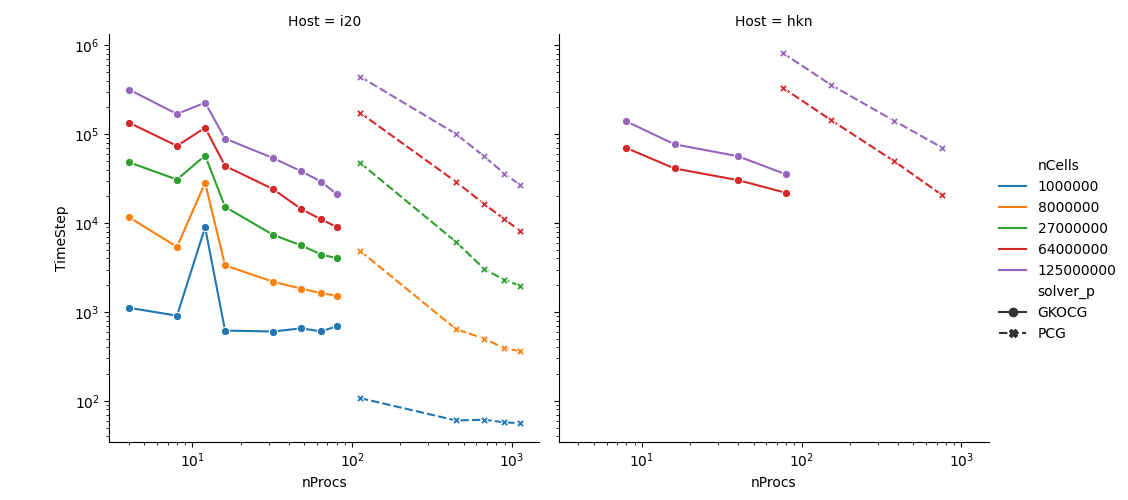 Host = i20
Host = hkn
TimeStep
10^6
10^5
10^4
10^3
10^2
10^1
10^2
10^3
nProcs
10^1
10^2
10^3
nProcs
nCells
1000000
8000000
27000000
64000000
125000000
solver_p
GKOCG
PCG